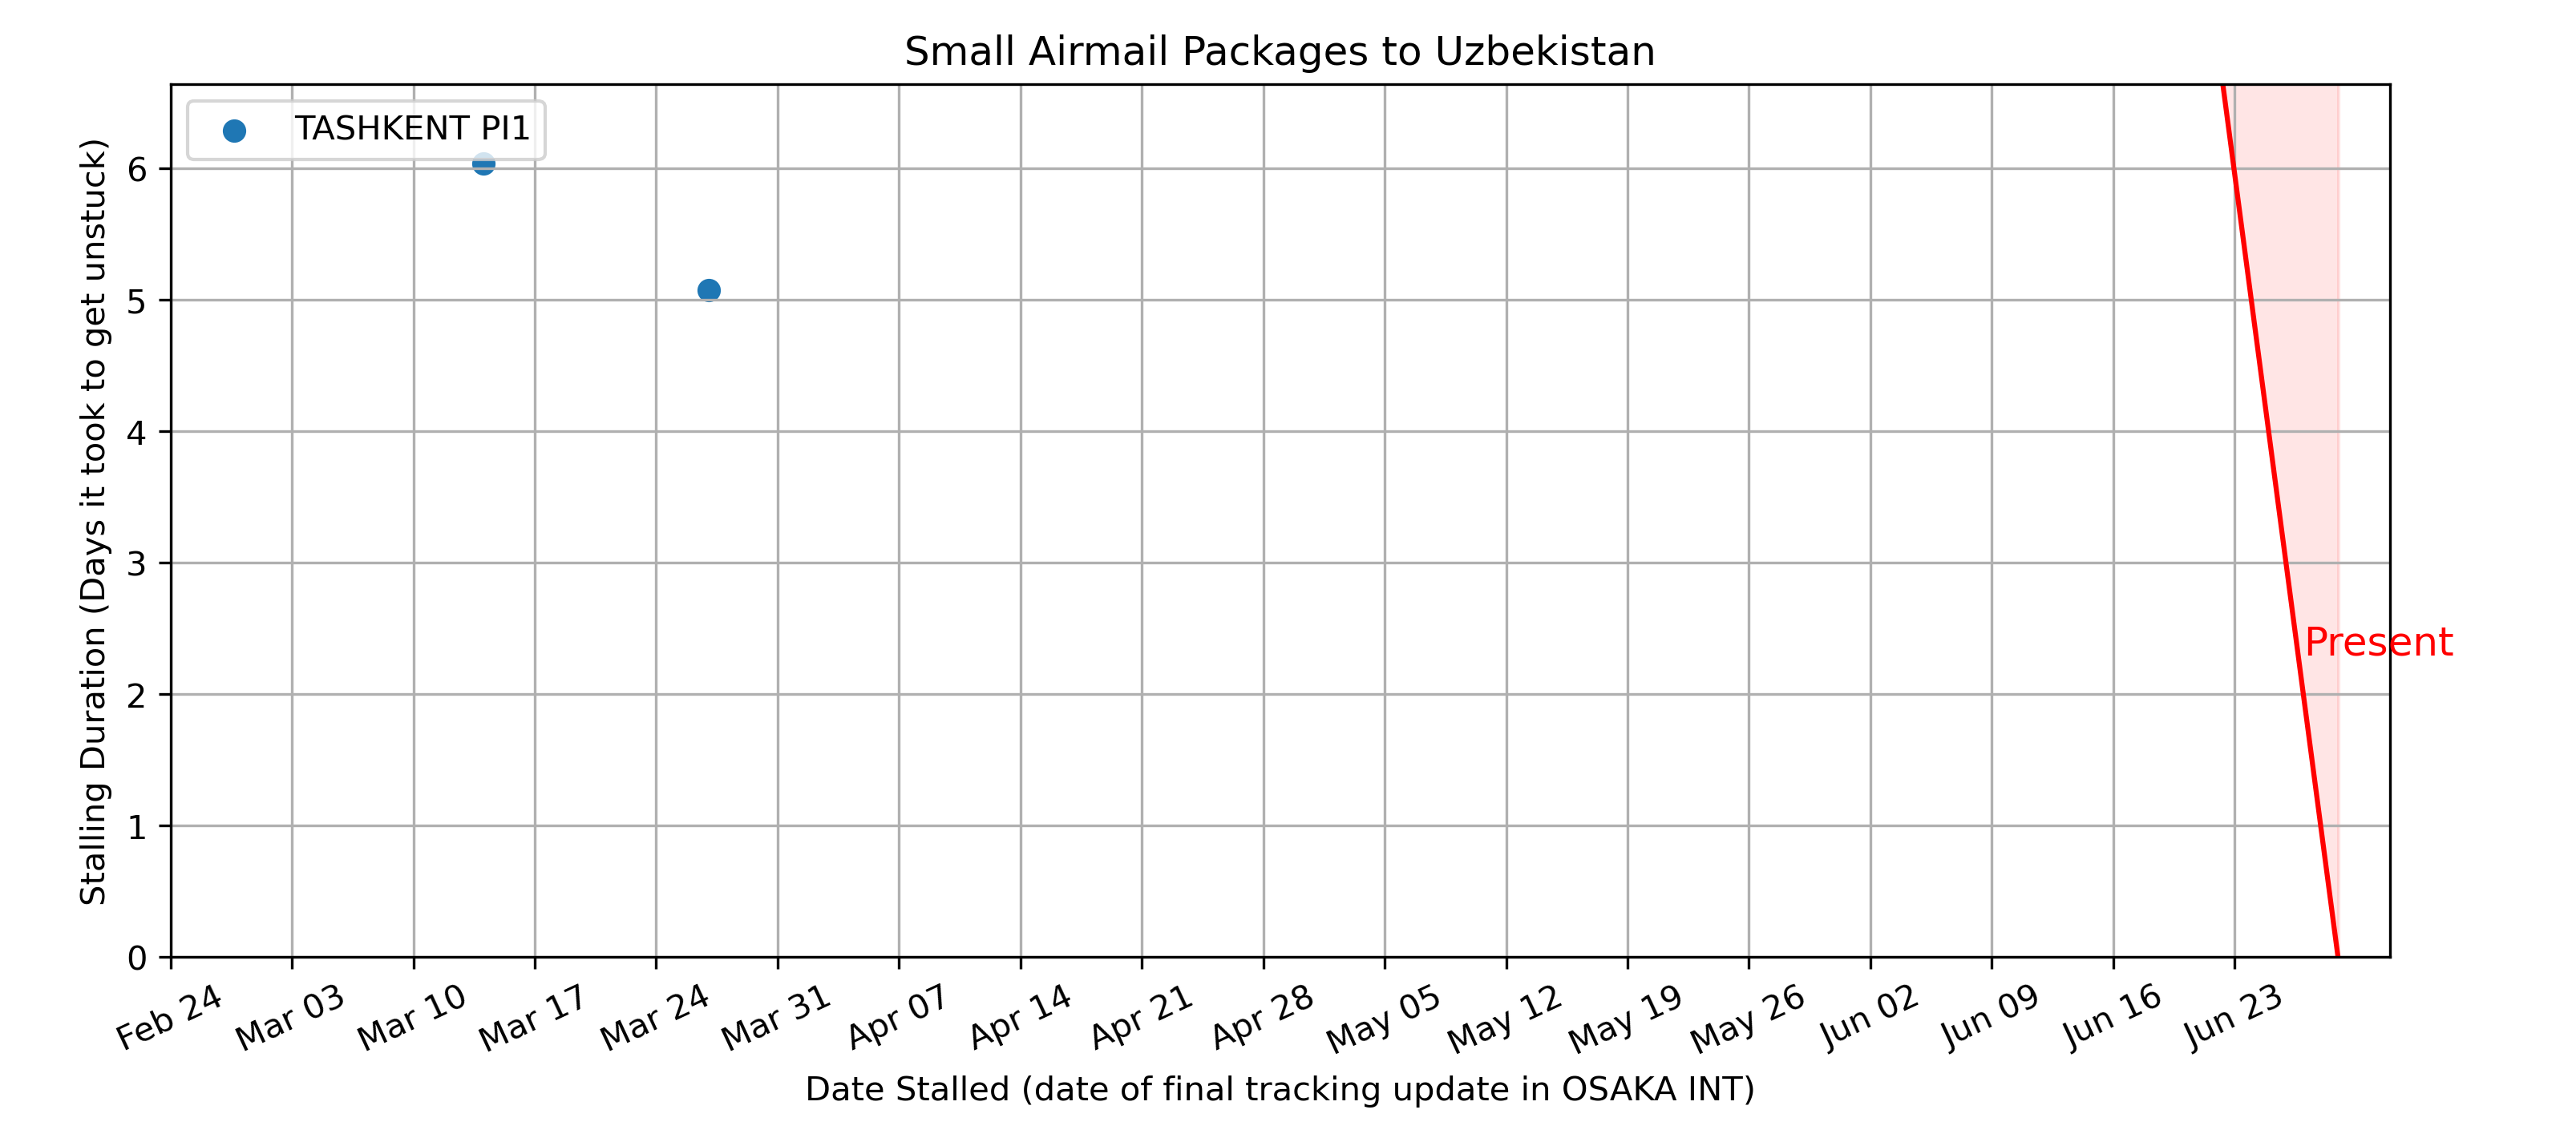 Small Airmail Packages to Uzbekistan
TASHKENT PI1
Stalling Duration (Days it took to get unstuck)
6
5
4
3
2
1
0
Present
Feb 24
Mar 03
Mar 10
Mar 17
Mar 24
Mar 31
Apr 07
Apr 14
Apr 21
Apr 28
May 05
May 12
May 19
May 26
Jun 02
Jun 09
Jun 16
Jun 23
Date Stalled (date of final tracking update in OSAKA INT)